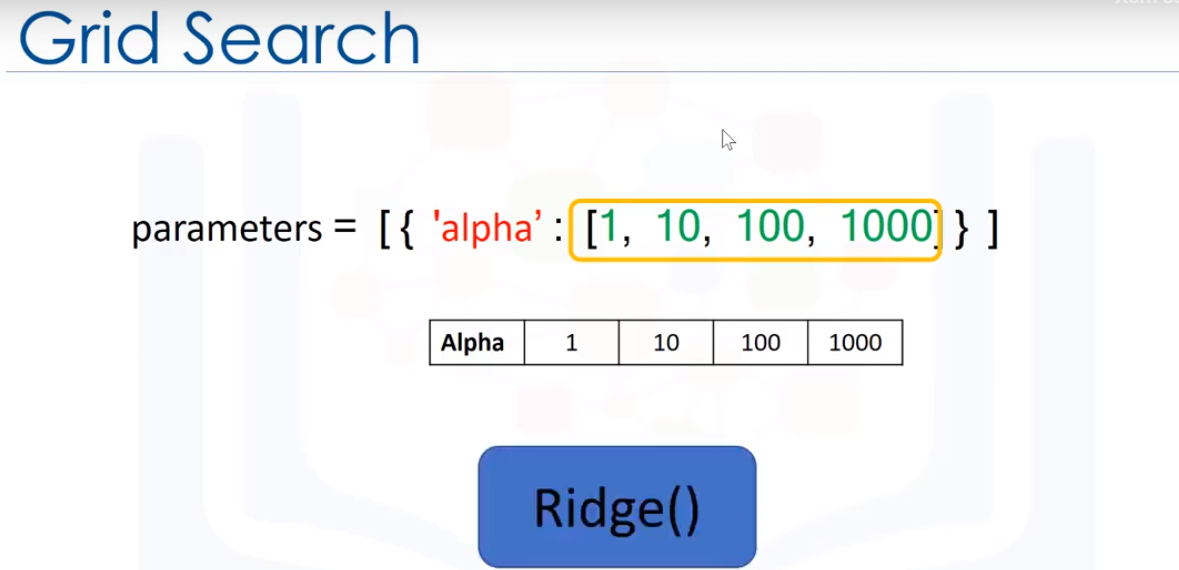 Grid Search
parameters = [{ 'alpha’ : [1, 10, 100, 1000] } ]
Alpha 1 10 100 1000
Ridge()